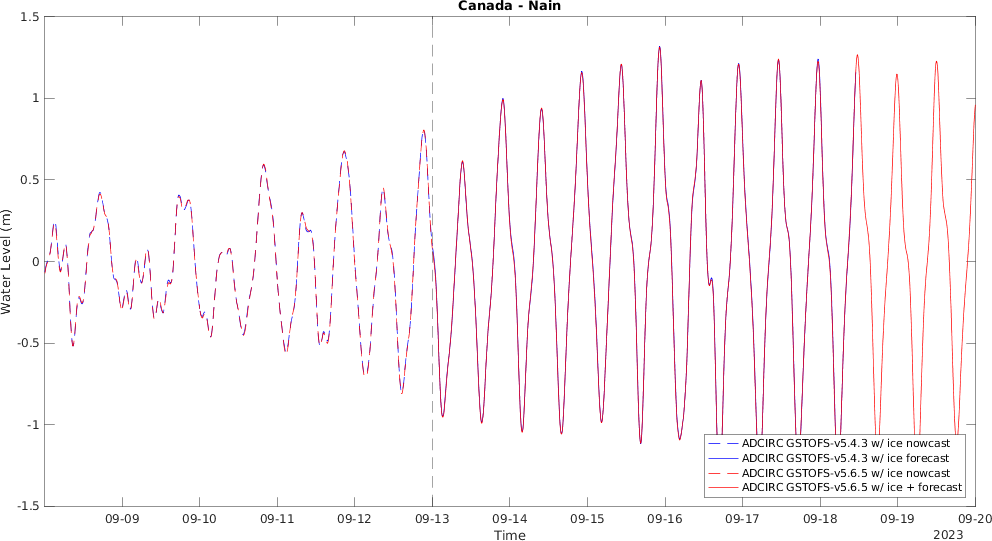 Canada - Nain
1.5
1
0.5
0
-0.5
-1
-1.5
Water Level (m)
ADCIRC GSTOFS-v5.4.3 w/ ice nowcast
ADCIRC GSTOFS-v5.4.3 w/ ice forecast
ADCIRC GSTOFS-v5.6.5 w/ ice nowcast
ADCIRC GSTOFS-v5.6.5 w/ ice + forecast
09-09 09-10 09-11 09-12 09-13 09-14 09-15 09-16 09-17 09-18 09-19 09-20
Time
2023